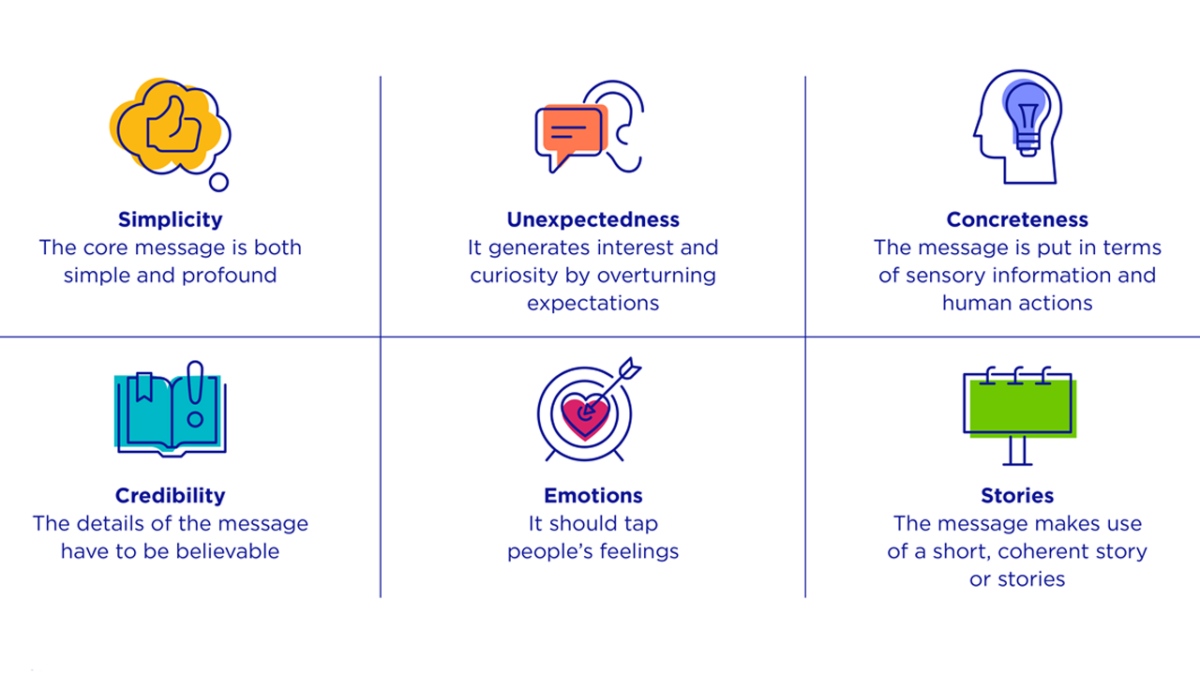 Simplicity
The core message is both
simple and profound
Unexpectedness
It generates interest and
curiosity by overturning
expectations
Concreteness
The message is put in terms
of sensory information and
human actions
Credibility
The details of the message
have to be believable
Emotions
It should tap
people’s feelings
Stories
The message makes use
of a short, coherent story
or stories